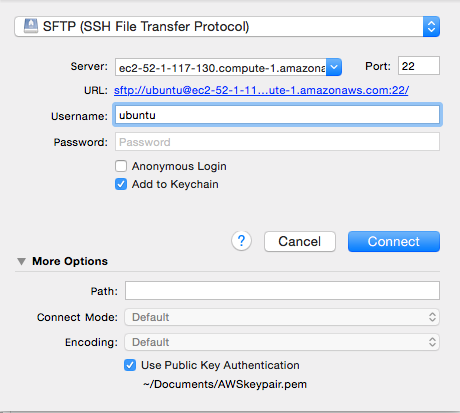 SFTP (SSH File Transfer Protocol)
Server: ec2-52-1-117-130.compute-1.amazona Port: 22
URL: sftp://ubuntu@ec2-52-1-11...ute-1.amazonaws.com:22/
Username: ubuntu
Password: Password
Anonymous Login
Add to Keychain
? Cancel Connect
More Options
Path:
Connect Mode: Default
Encoding: Default
Use Public Key Authentication
~/Documents/AWSkeypair.pem